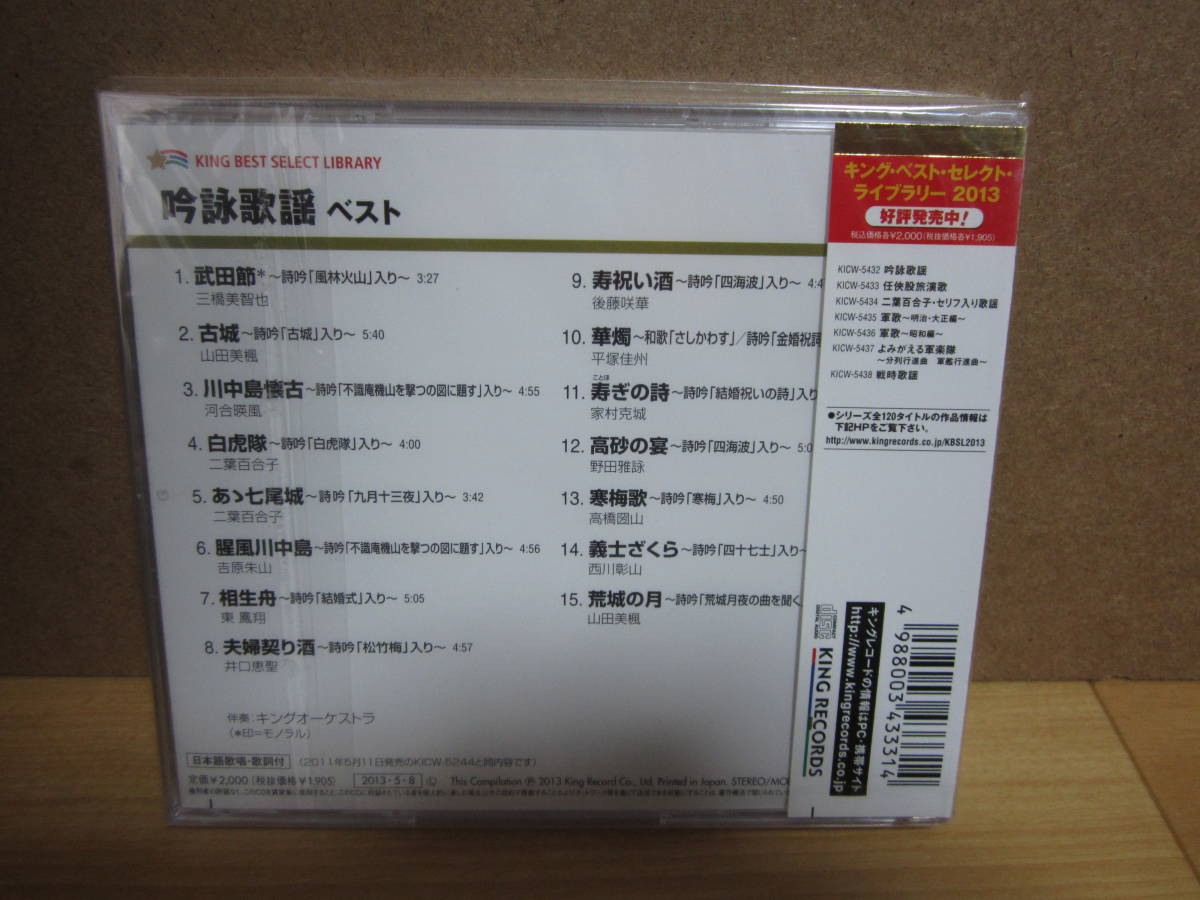 KING BEST SELECT LIBRARY
吟詠歌謡 ベスト
1. 武田節*～詩吟「風林火山」入り～ 3:27
三橋美智也
2. 古城～詩吟「古城」入り～ 5:40
山田美楓
3. 川中島懐古～詩吟「不識庵機山を撃つの図に題す」入り～ 4:55
河合暎風
4. 白虎隊～詩吟「白虎隊」入り～ 4:00
二葉百合子
5. あゝ七尾城～詩吟「九月十三夜」入り～ 3:42
二葉百合子
6. 腥風川中島～詩吟「不識庵機山を撃つの図に題す」入り～ 4:56
吉原朱山
7. 相生舟～詩吟「結婚式」入り～ 5:05
東 鳳翔
8. 夫婦契り酒～詩吟「松竹梅」入り～ 4:57
井口恵聖
9. 寿祝い酒～詩吟「四海波」入り～ 4:4
後藤咲華
10. 華燭～和歌「さしかわす」／詩吟「金婚祝詞
平塚佳州
ことほ
11. 寿ぎの詩～詩吟「結婚祝いの詩」入り
家村克城
12. 高砂の宴～詩吟「四海波」入り～ 5:0
野田雅詠
13. 寒梅歌～詩吟「寒梅」入り～ 4:50
高橋圀山
14. 義士ざくら～詩吟「四十七士」入り～
西川彰山
15. 荒城の月～詩吟「荒城月夜の曲を聞く
山田美楓
伴奏:キングオーケストラ
(*印=モノラル)
日本語歌唱・歌詞付 (2011年5月11日発売のKICW-5244と同内容です)
定価￥2,000(税抜価格￥1,905) 2013・5・8 Ⓛ This Compilation Ⓟ 2013 King Record Co., Ltd. Printed in Japan. STEREO/MO
キング・ベスト・セレクト・
ライブラリー 2013
好評発売中!
税込価格各￥2,000(税抜価格各￥1,905)
KICW-5432 吟詠歌謡
KICW-5433 任侠股旅演歌
KICW-5434 二葉百合子・セリフ入り歌謡
KICW-5435 軍歌～明治・大正編～
KICW-5436 軍歌～昭和編～
KICW-5437 よみがえる軍楽隊
～分列行進曲 軍艦行進曲～
KICW-5438 戦時歌謡
●シリーズ全120タイトルの作品情報は
下記HPをご覧下さい。
http://www.kingrecords.co.jp/KBSL2013
COMPACT
disc
DIGITAL AUDIO
KING RECORDS
キングレコードの情報はPC・携帯サイト
http://www.kingrecords.co.jp
4 988003 433314